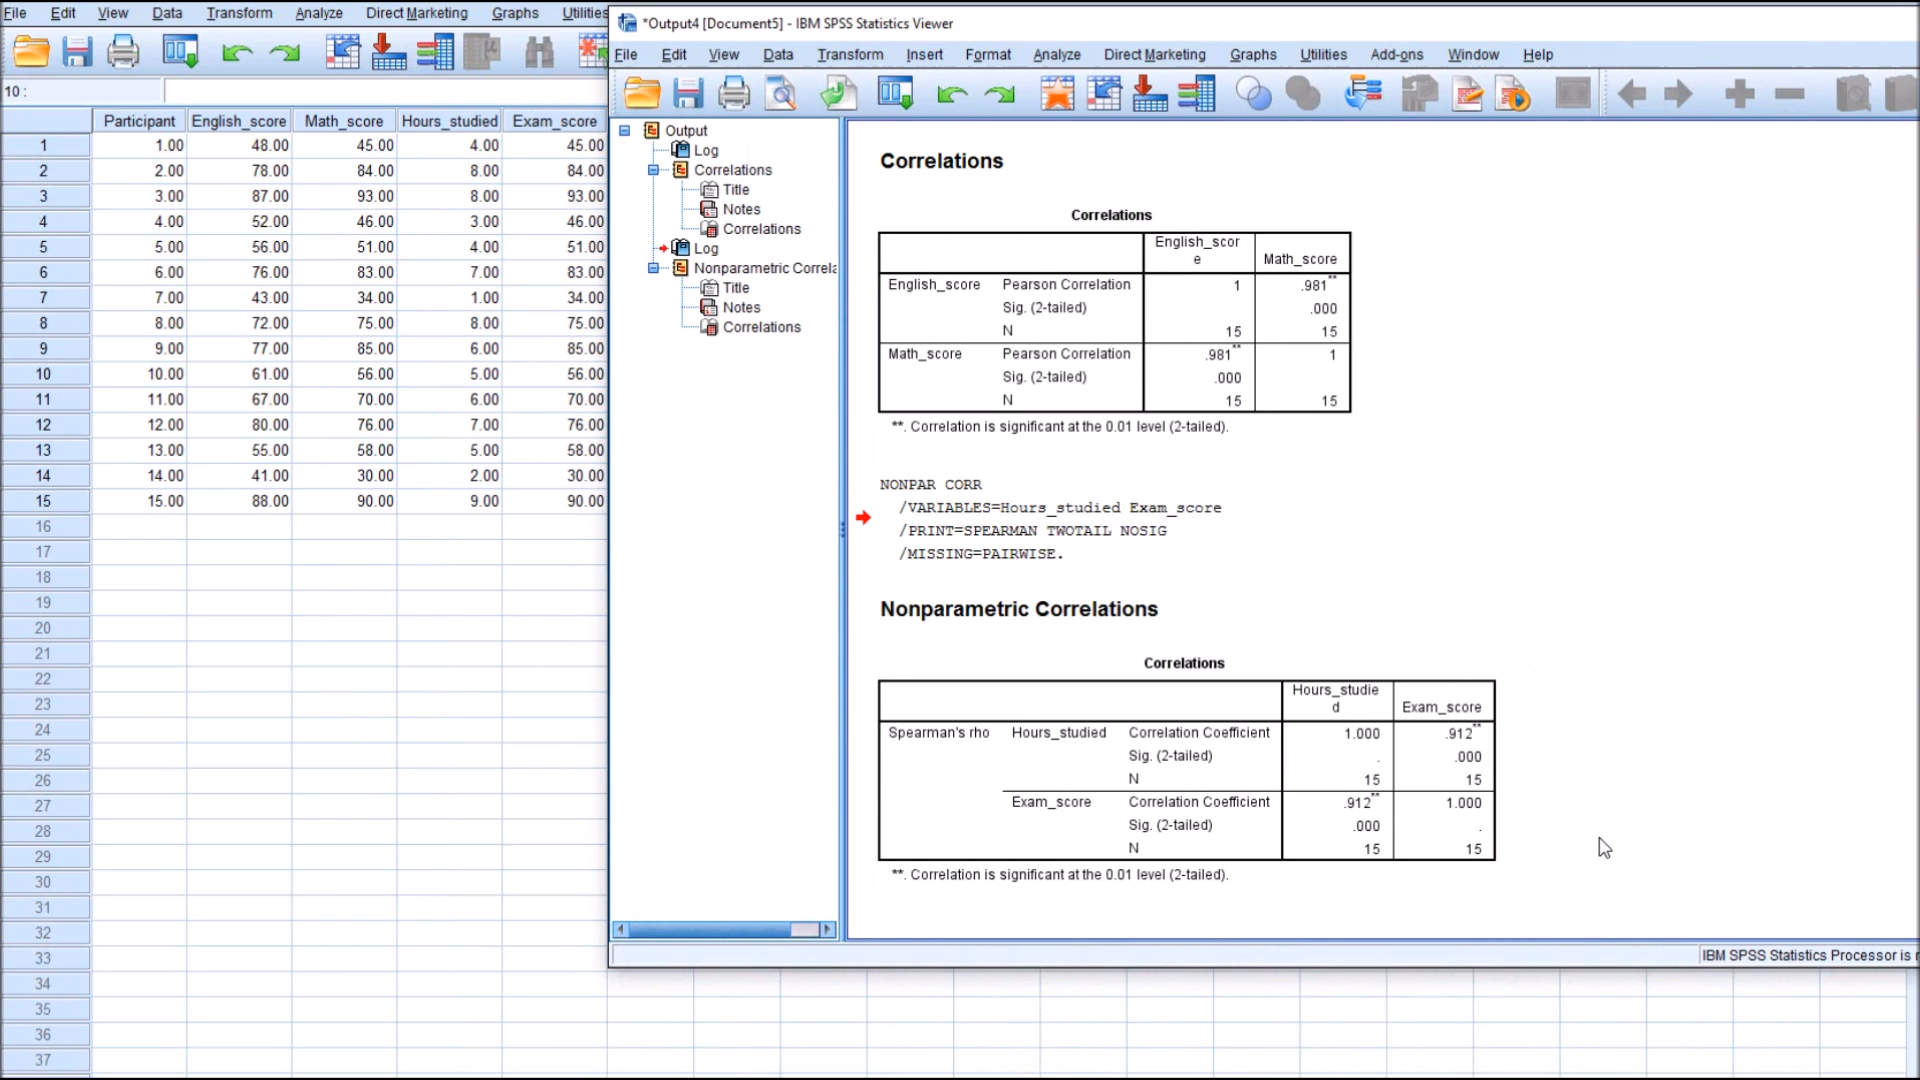 File Edit View Data Transform Analyze Direct Marketing Graphs Utilities
10 :
Participant English_score Math_score Hours_studied Exam_score
1 1.00 48.00 45.00 4.00 45.00
2 2.00 78.00 84.00 8.00 84.00
3 3.00 87.00 93.00 8.00 93.00
4 4.00 52.00 46.00 3.00 46.00
5 5.00 56.00 51.00 4.00 51.00
6 6.00 76.00 83.00 7.00 83.00
7 7.00 43.00 34.00 1.00 34.00
8 8.00 72.00 75.00 8.00 75.00
9 9.00 77.00 85.00 6.00 85.00
10 10.00 61.00 56.00 5.00 56.00
11 11.00 67.00 70.00 6.00 70.00
12 12.00 80.00 76.00 7.00 76.00
13 13.00 55.00 58.00 5.00 58.00
14 14.00 41.00 30.00 2.00 30.00
15 15.00 88.00 90.00 9.00 90.00
16
17
18
19
20
21
22
23
24
25
26
27
28
29
30
31
32
33
34
35
36
37
*Output4 [Document5] - IBM SPSS Statistics Viewer
File Edit View Data Transform Insert Format Analyze Direct Marketing Graphs Utilities Add-ons Window Help
Output
Log
Correlations
Title
Notes
Correlations
Log
Nonparametric Correla
Title
Notes
Correlations
Correlations
Correlations
English_scor
e Math_score
English_score Pearson Correlation 1 .981**
Sig. (2-tailed) .000
N 15 15
Math_score Pearson Correlation .981** 1
Sig. (2-tailed) .000
N 15 15
**. Correlation is significant at the 0.01 level (2-tailed).
NONPAR CORR
/VARIABLES=Hours_studied Exam_score
/PRINT=SPEARMAN TWOTAIL NOSIG
/MISSING=PAIRWISE.
Nonparametric Correlations
Correlations
Hours_studie
d Exam_score
Spearman's rho Hours_studied Correlation Coefficient 1.000 .912**
Sig. (2-tailed) . .000
N 15 15
Exam_score Correlation Coefficient .912** 1.000
Sig. (2-tailed) .000 .
N 15 15
**. Correlation is significant at the 0.01 level (2-tailed).
IBM SPSS Statistics Processor is